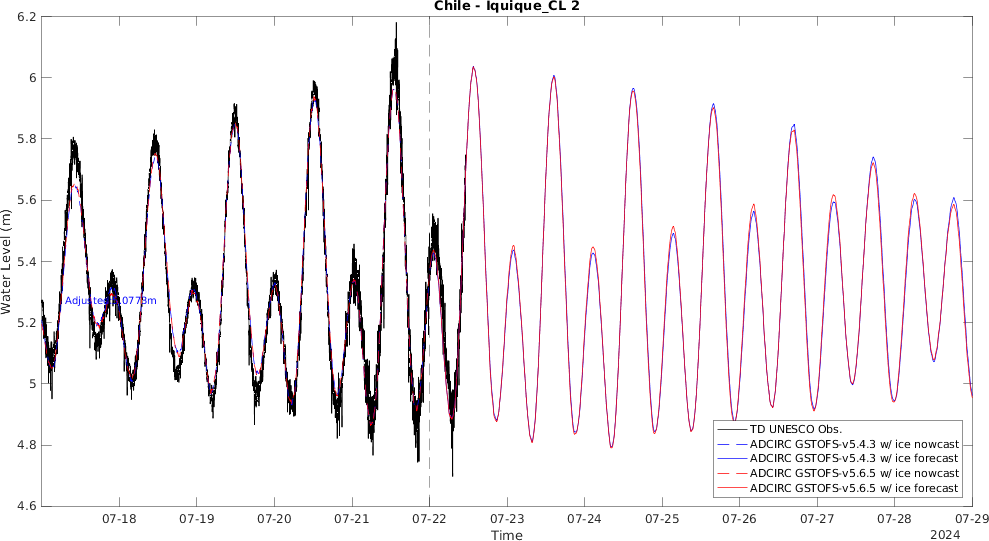 Chile - Iquique_CL 2
Water Level (m)
6.2
6
5.8
5.6
5.4
5.2
5
4.8
4.6
TD UNESCO Obs.
ADCIRC GSTOFS-v5.4.3 w/ ice nowcast
ADCIRC GSTOFS-v5.4.3 w/ ice forecast
ADCIRC GSTOFS-v5.6.5 w/ ice nowcast
ADCIRC GSTOFS-v5.6.5 w/ ice forecast
07-18 07-19 07-20 07-21 07-22 07-23 07-24 07-25 07-26 07-27 07-28 07-29
Time
2024